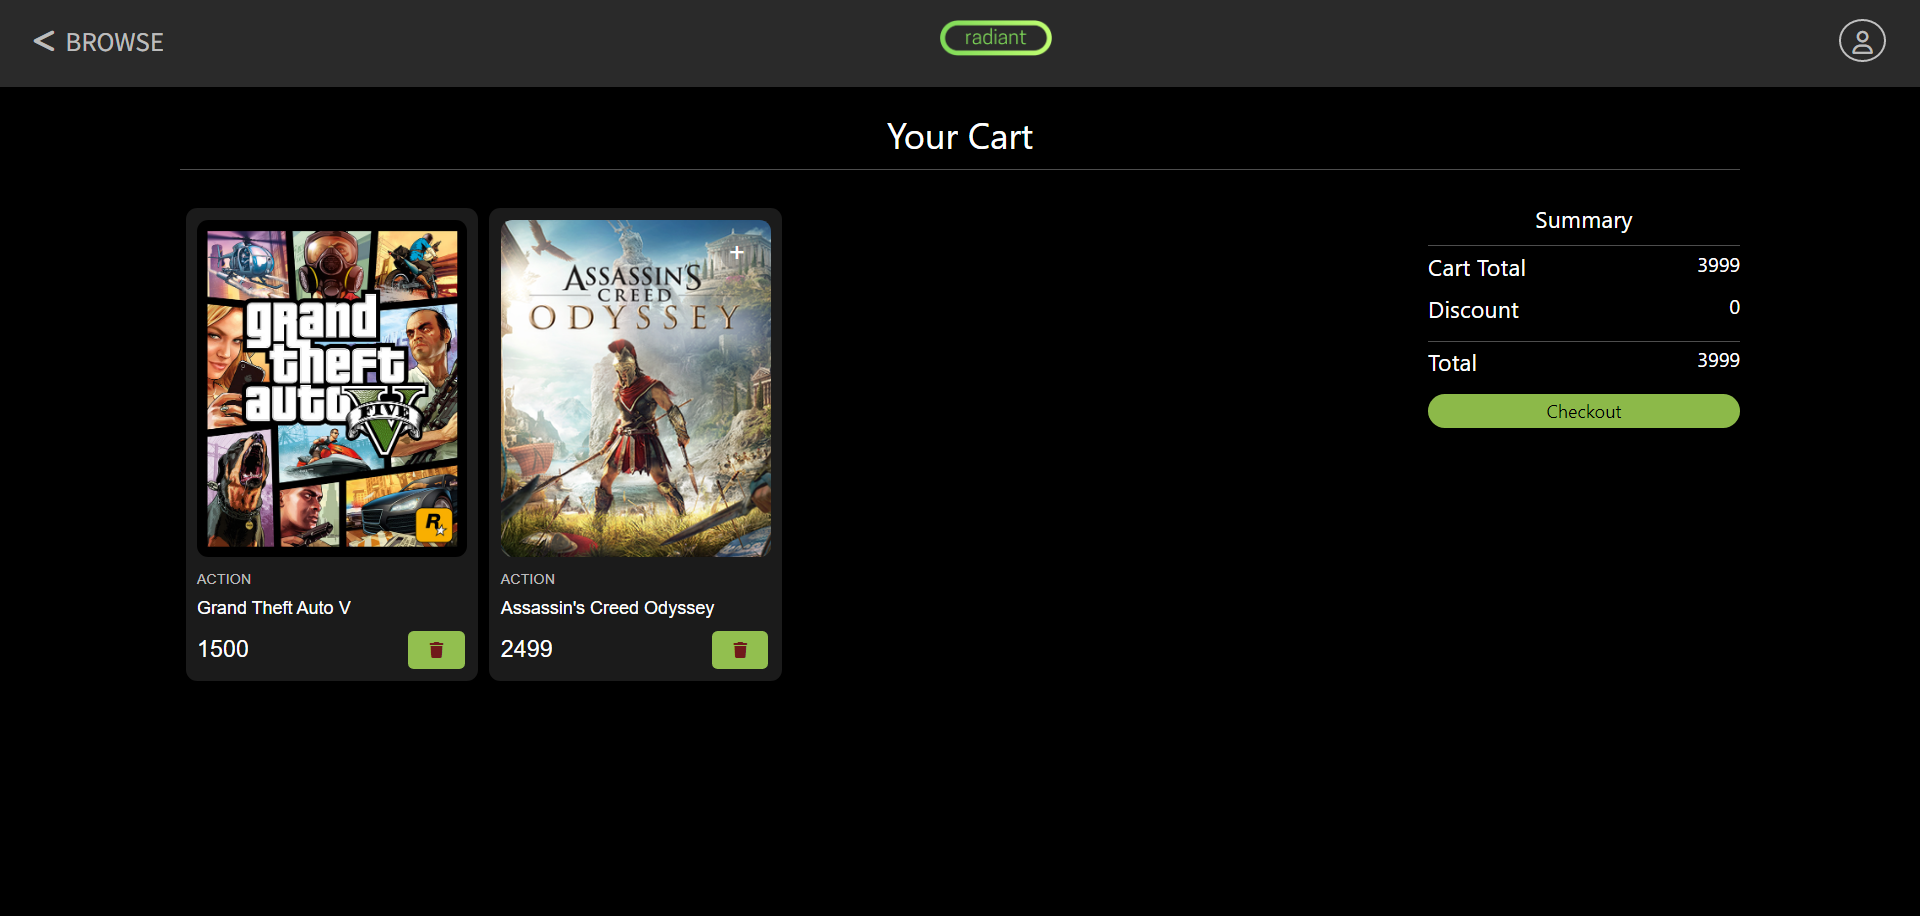 < BROWSE
radiant
Your Cart
grand
theft
auto
FIVE
V
R
ACTION
Grand Theft Auto V
1500
+
ASSASSIN'S
CREED
ODYSSEY
ACTION
Assassin's Creed Odyssey
2499
Summary
Cart Total 3999
Discount 0
Total 3999
Checkout